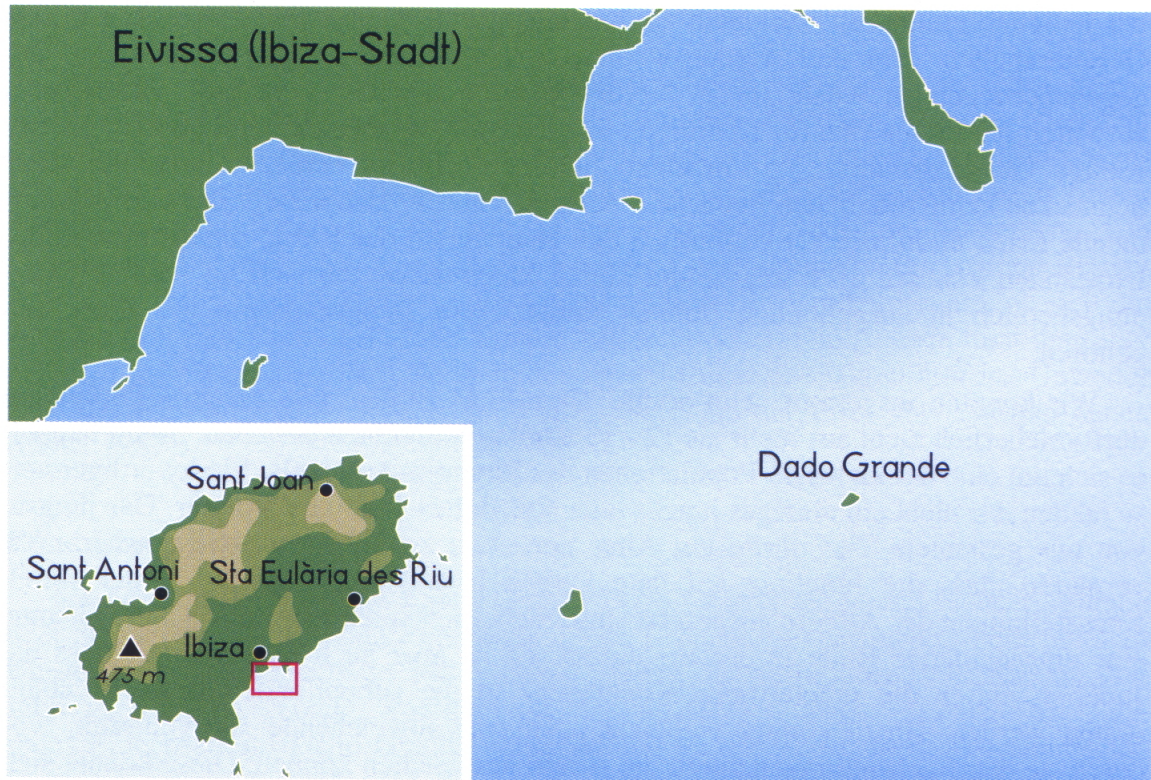 Eivissa (Ibiza-Stadt)
Dado Grande
Sant Joan
Sant Antoni
Sta Eulària des Riu
Ibiza
475 m